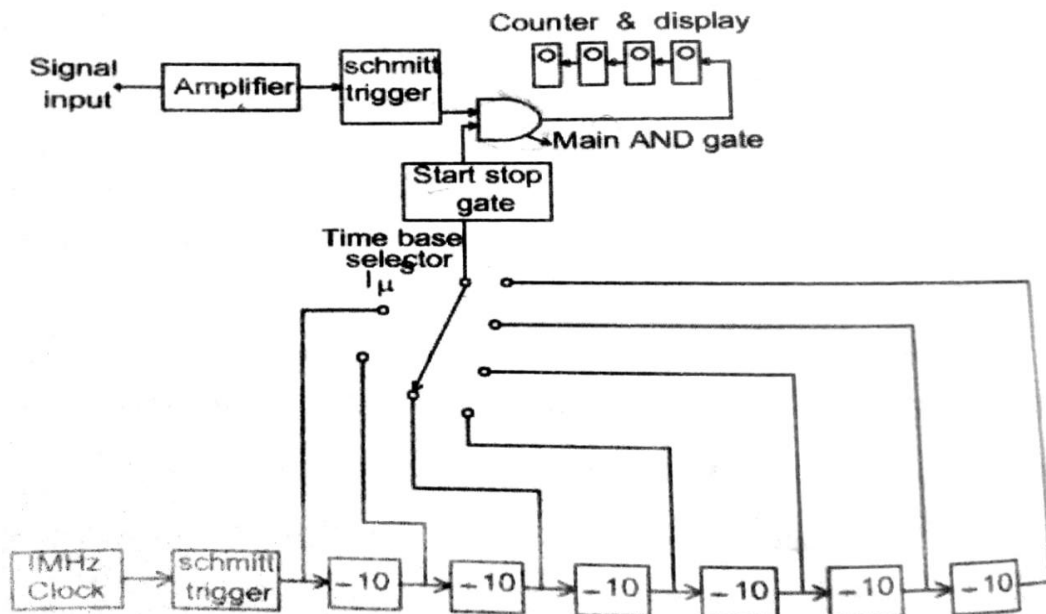 Counter & display
O O O O
Signal
input
Amplifier
schmitt
trigger
Main AND gate
Start stop
gate
Time base
selector
1μs
1MHz
Clock
schmitt
trigger
-10
-10
-10
-10
-10
-10